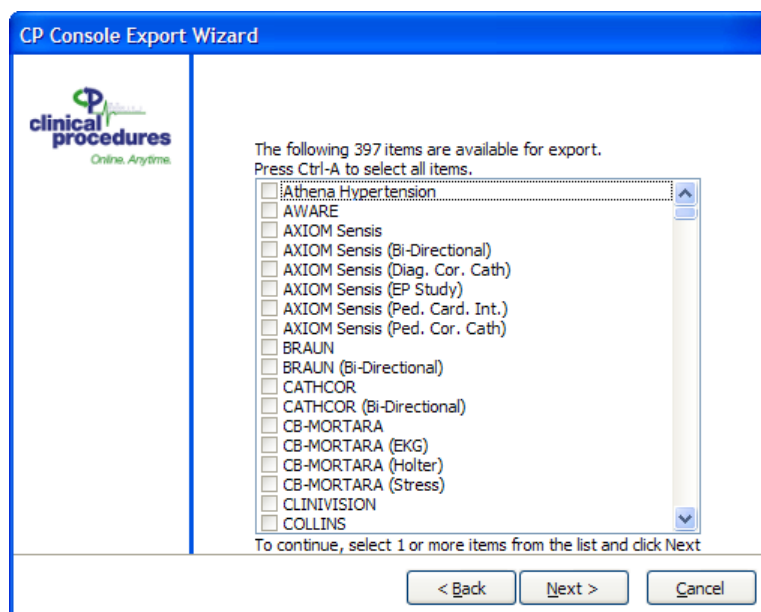 CP Console Export Wizard
CP
clinical
procedures
Online. Anytime.
The following 397 items are available for export.
Press Ctrl-A to select all items.
Athena Hypertension
AWARE
AXIOM Sensis
AXIOM Sensis (Bi-Directional)
AXIOM Sensis (Diag. Cor. Cath)
AXIOM Sensis (EP Study)
AXIOM Sensis (Ped. Card. Int.)
AXIOM Sensis (Ped. Cor. Cath)
BRAUN
BRAUN (Bi-Directional)
CATHCOR
CATHCOR (Bi-Directional)
CB-MORTARA
CB-MORTARA (EKG)
CB-MORTARA (Holter)
CB-MORTARA (Stress)
CLINIVISION
COLLINS
To continue, select 1 or more items from the list and click Next
< Back Next > Cancel